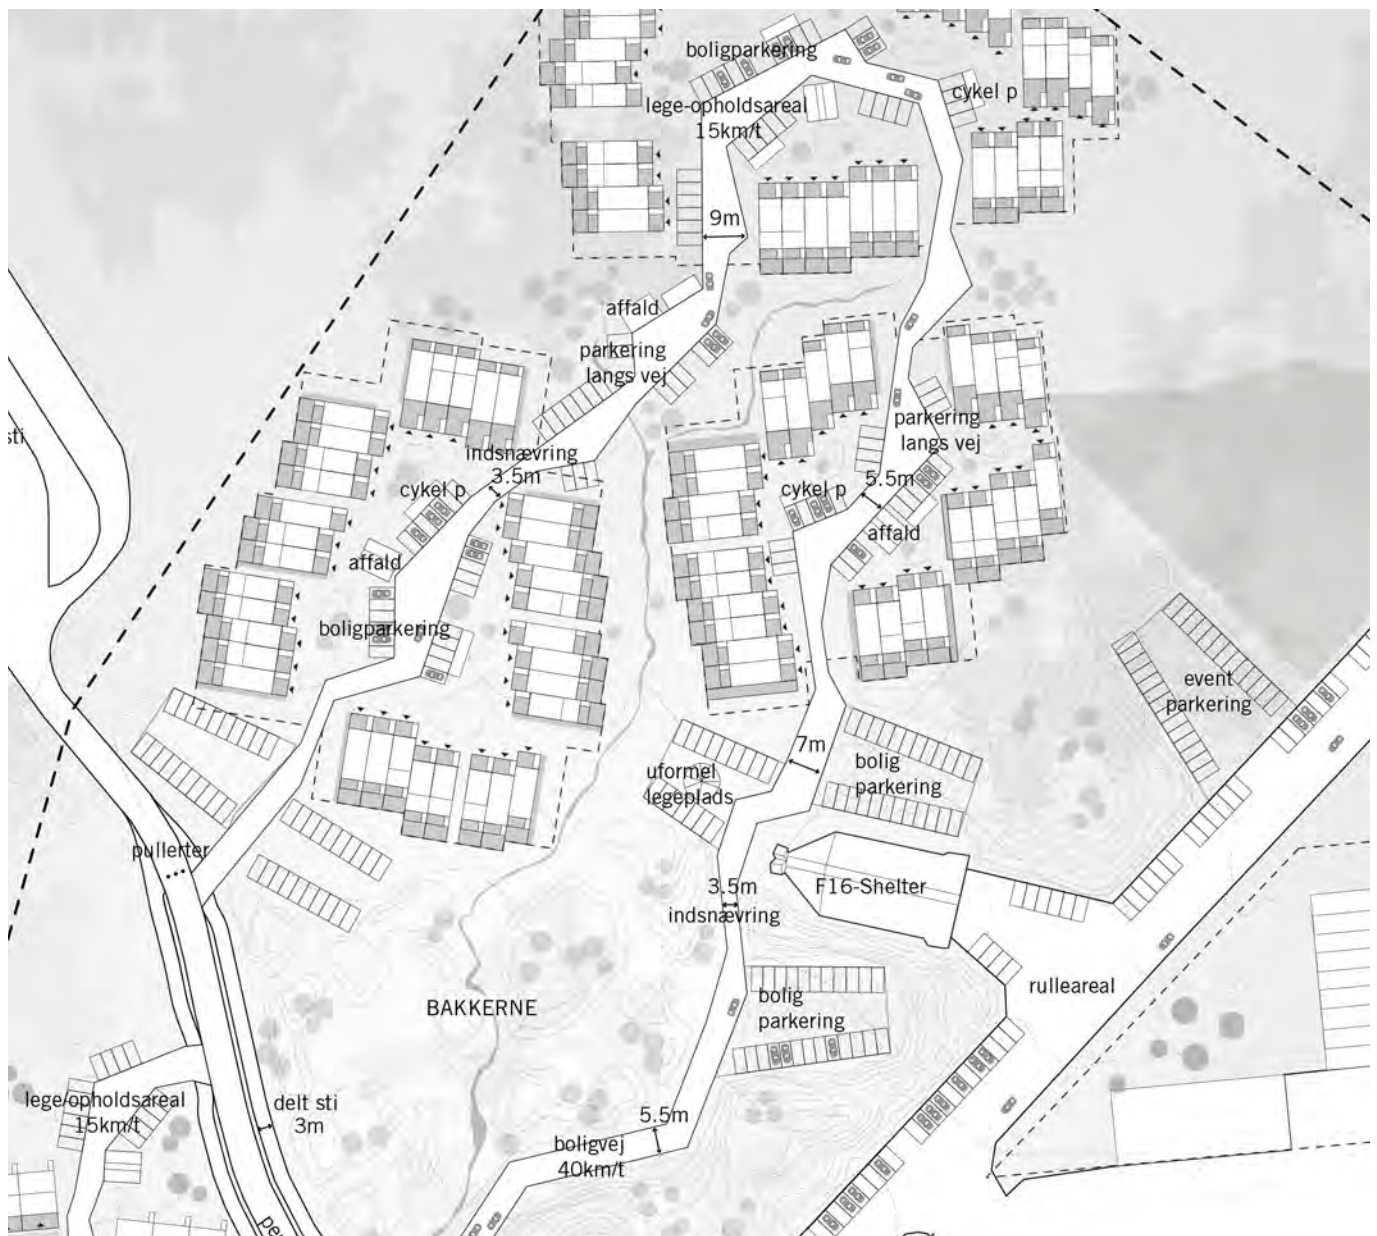 boligparkering
cykel p
lege-opholdsareal
15km/t
9m
affald
parkering
langs vej
parkering
langs vej
indsnævring
3.5m
cykel p
cykel p
5.5m
affald
affald
boligparkering
event
parkering
7m
bolig
parkering
uformel
legeplads
pullerter
3.5m
indsnævring
F16-Shelter
rulleareal
bolig
parkering
BAKKERNE
lege/opholdsareal
15km/t
delt sti
3m
5.5m
boligvej
40km/t
sti